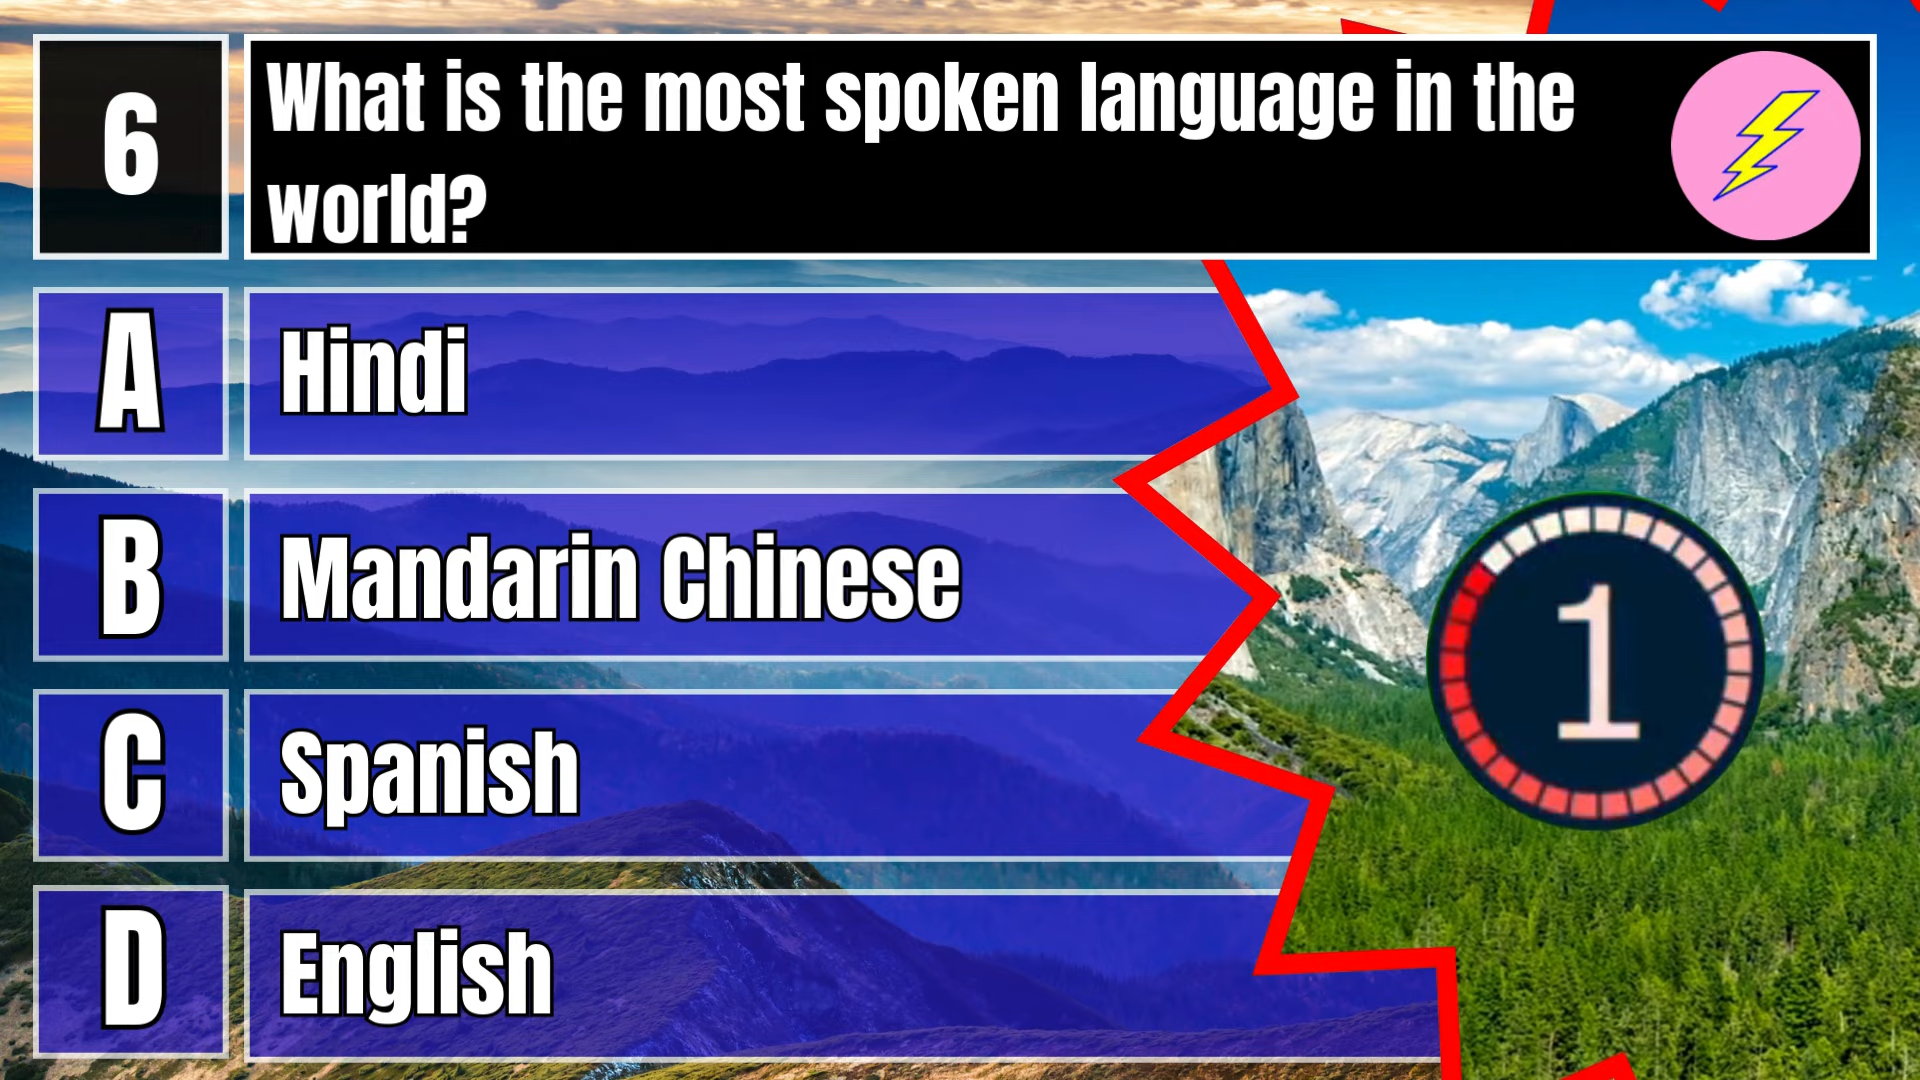 6
What is the most spoken language in the
world?
A
Hindi
B
Mandarin Chinese
C
Spanish
D
English
1